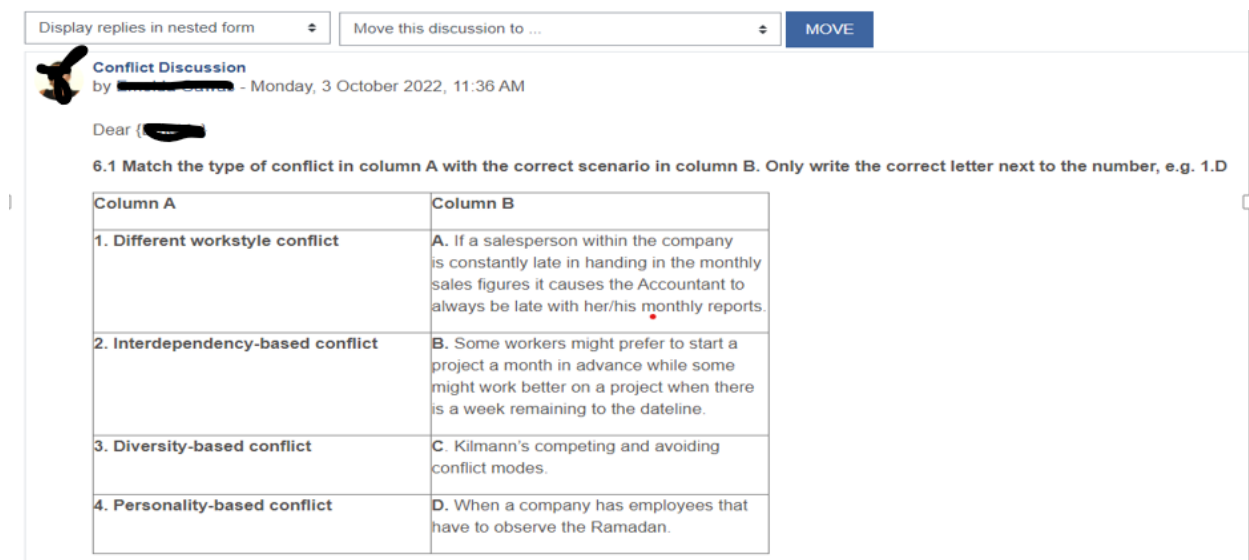 Display replies in nested form
Move this discussion to ...
MOVE
Conflict Discussion
by - Monday, 3 October 2022, 11:36 AM
Dear {
6.1 Match the type of conflict in column A with the correct scenario in column B. Only write the correct letter next to the number, e.g. 1.D
Column A
Column B
1. Different workstyle conflict
A. If a salesperson within the company
is constantly late in handing in the monthly
sales figures it causes the Accountant to
always be late with her/his monthly reports.
2. Interdependency-based conflict
B. Some workers might prefer to start a
project a month in advance while some
might work better on a project when there
is a week remaining to the dateline.
3. Diversity-based conflict
C. Kilmann's competing and avoiding
conflict modes.
4. Personality-based conflict
D. When a company has employees that
have to observe the Ramadan.